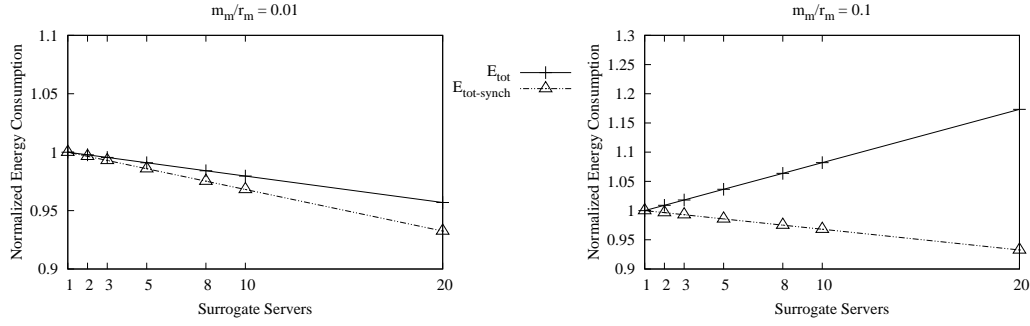 m_m/r_m = 0.01
1.1
1.05
1
0.95
0.9
Normalized Energy Consumption
1 2 3 5 8 10 20
Surrogate Servers
E_tot
E_tot-synch
m_m/r_m = 0.1
1.3
1.25
1.2
1.15
1.1
1.05
1
0.95
0.9
Normalized Energy Consumption
1 2 3 5 8 10 20
Surrogate Servers